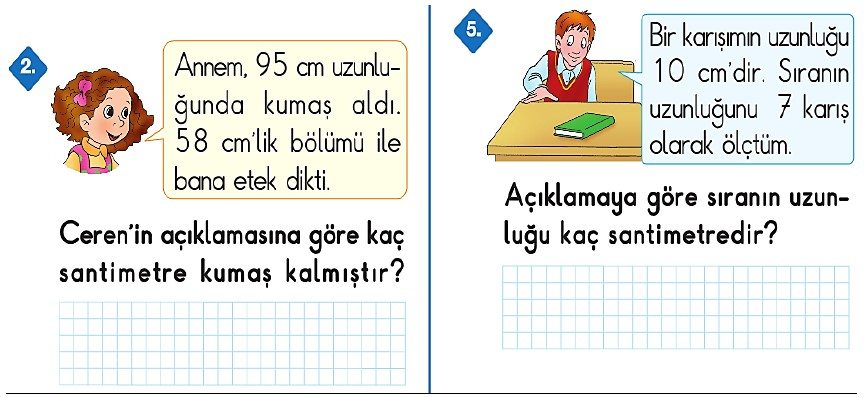 2.
Annem, 95 cm uzunlu-
ğunda kumaş aldı.
58 cm'lik bölümü ile
bana etek dikti.
Ceren'in açıklamasına göre kaç
santimetre kumaş kalmıştır?
5.
Bir karışımın uzunluğu
10 cm'dir. Sıranın
uzunluğunu 7 karış
olarak ölçtüm.
Açıklamaya göre sıranın uzun-
luğu kaç santimetredir?